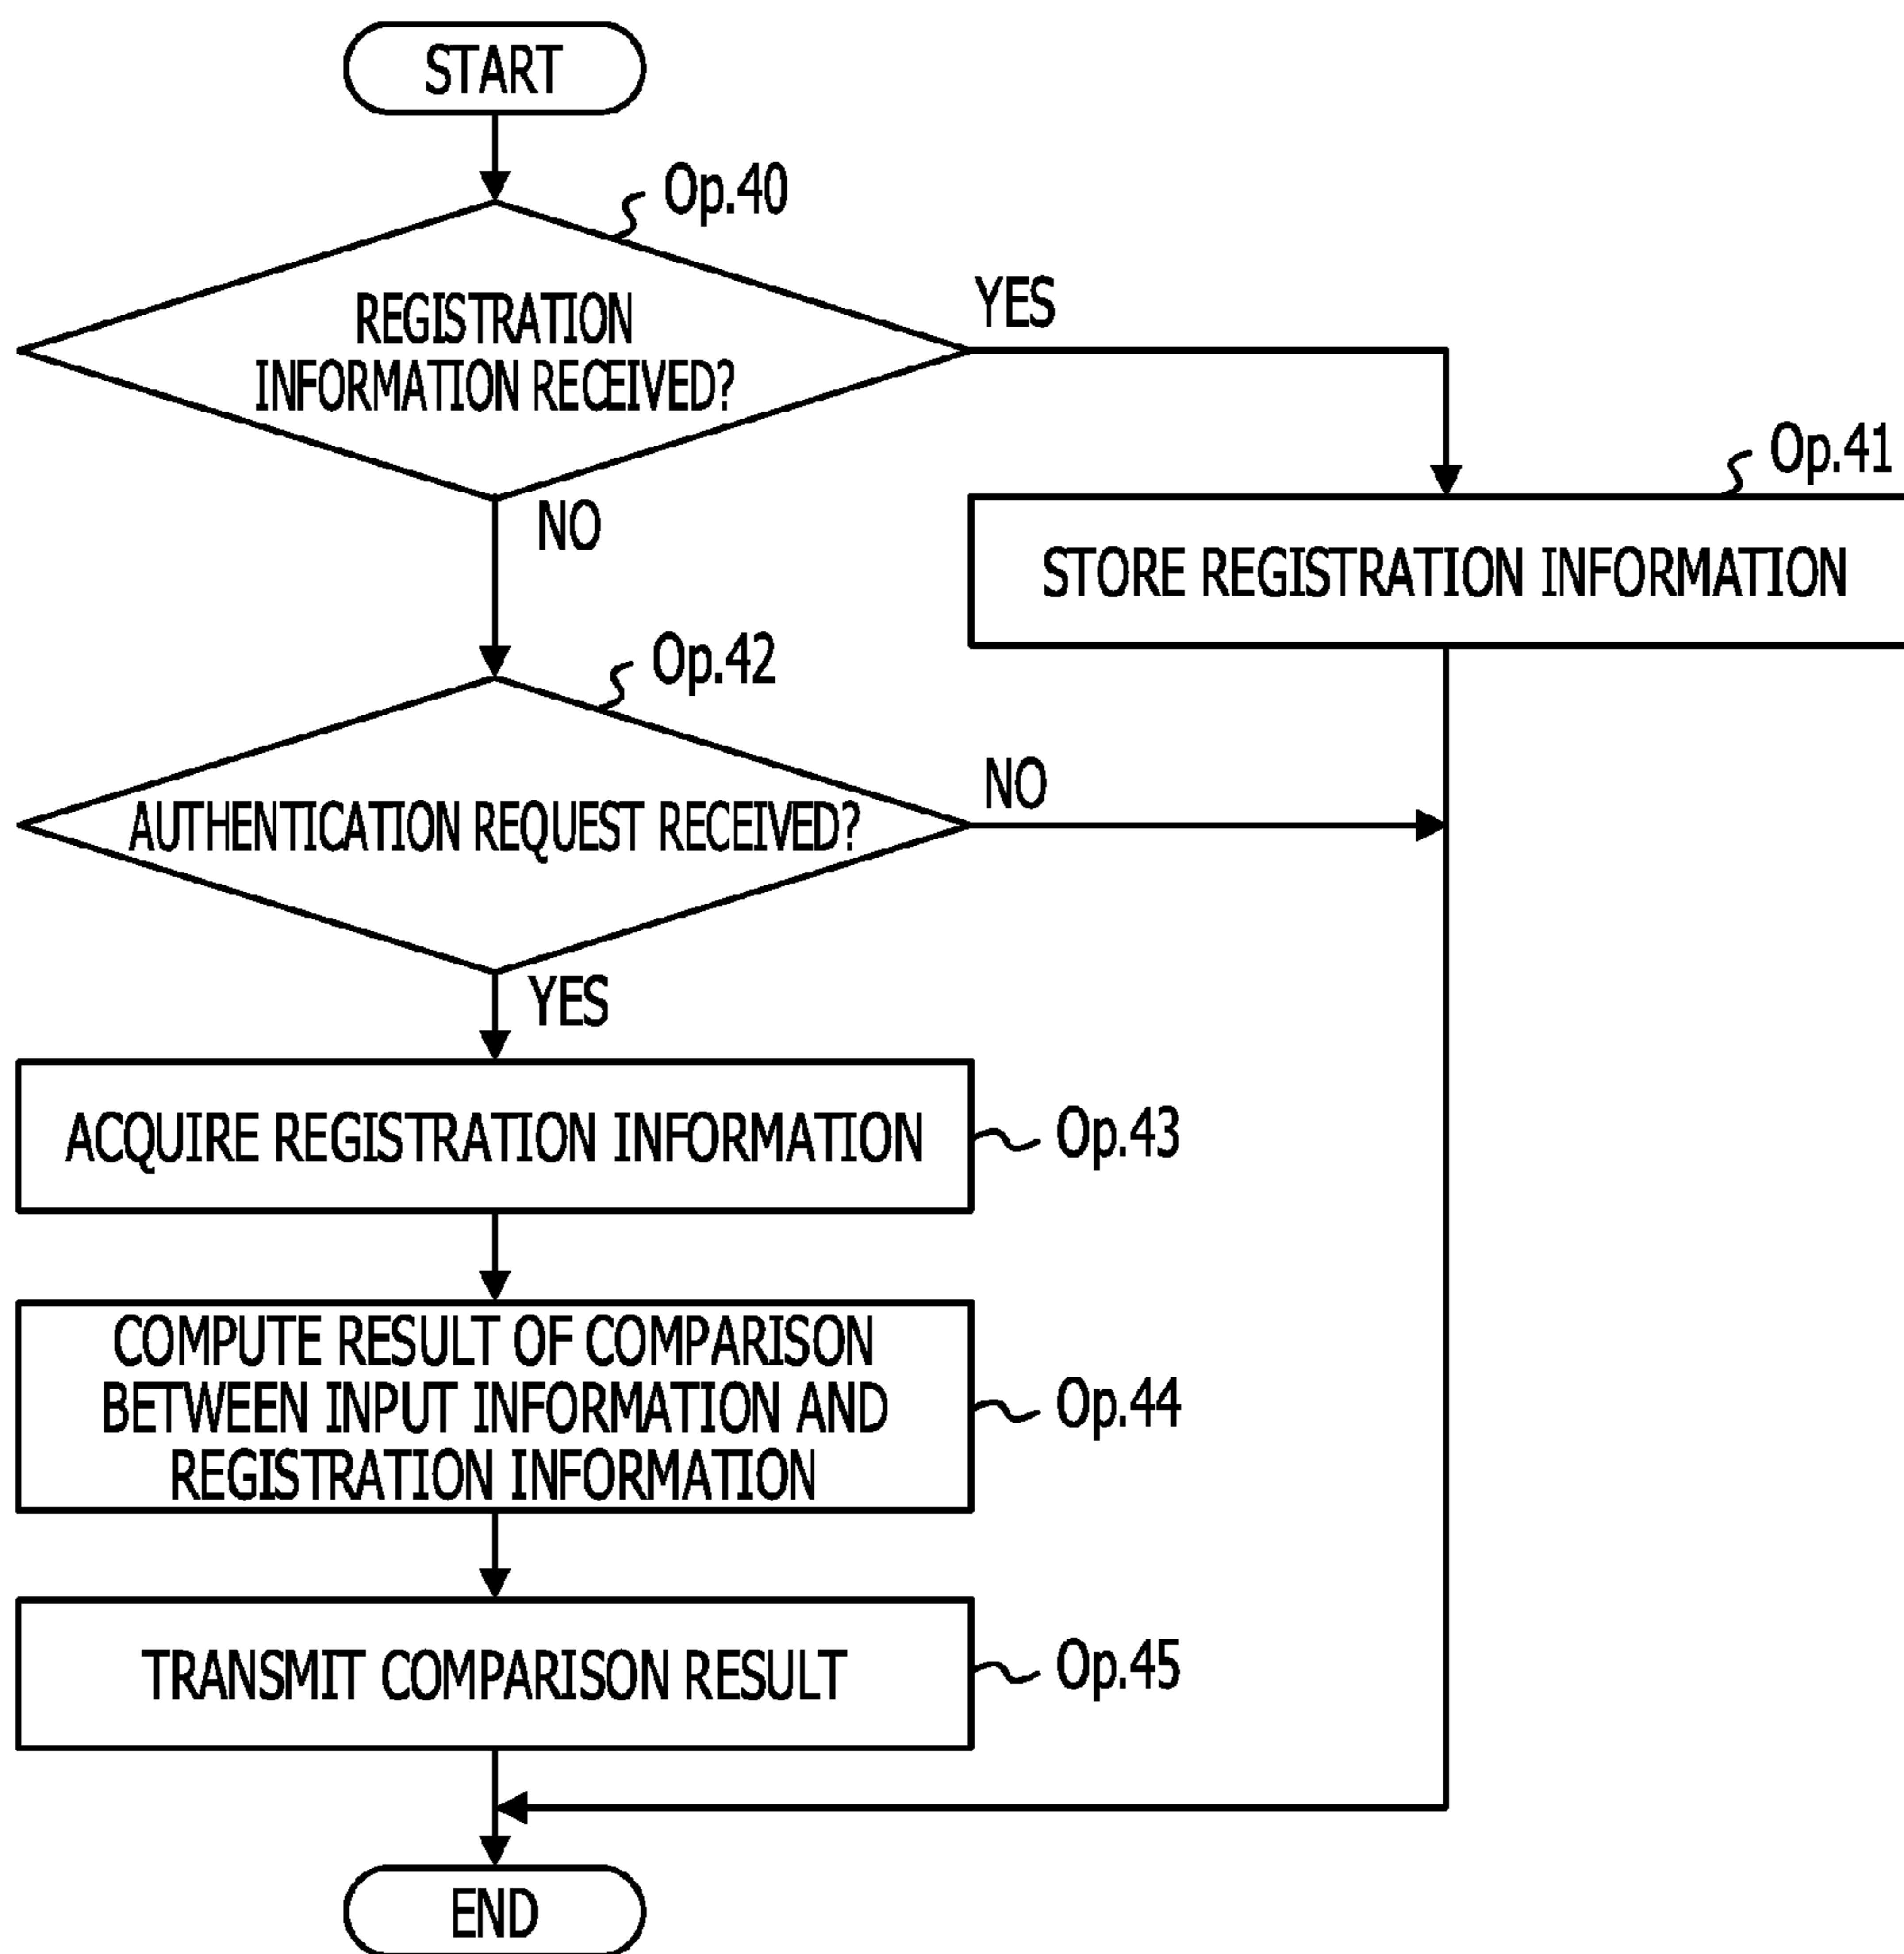 START
Op.40
REGISTRATION
INFORMATION RECEIVED?
YES
NO
Op.41
STORE REGISTRATION INFORMATION
Op.42
AUTHENTICATION REQUEST RECEIVED?
NO
YES
ACQUIRE REGISTRATION INFORMATION
Op.43
COMPUTE RESULT OF COMPARISON
BETWEEN INPUT INFORMATION AND
REGISTRATION INFORMATION
Op.44
TRANSMIT COMPARISON RESULT
Op.45
END